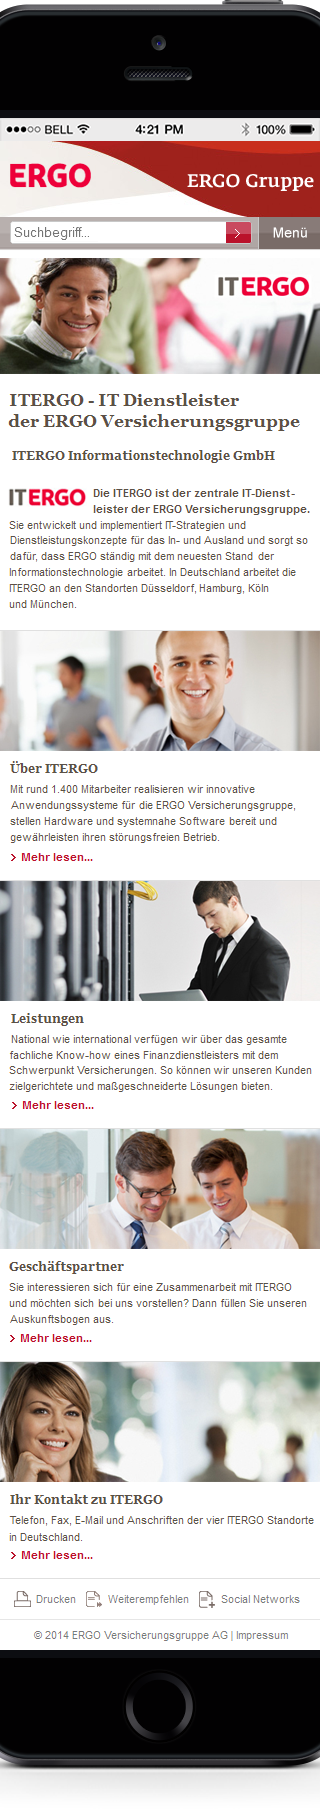 BELL 4:21 PM 100%
ERGO
ERGO Gruppe
Suchbegriff... Menü
ITERGO
ITERGO - IT Dienstleister
der ERGO Versicherungsgruppe
ITERGO Informationstechnologie GmbH
ITERGO Die ITERGO ist der zentrale IT-Dienst-
leister der ERGO Versicherungsgruppe.
Sie entwickelt und implementiert IT-Strategien und
Dienstleistungskonzepte für das In- und Ausland und sorgt so
dafür, dass ERGO ständig mit dem neuesten Stand der
Informationstechnologie arbeitet. In Deutschland arbeitet die
ITERGO an den Standorten Düsseldorf, Hamburg, Köln
und München.
Über ITERGO
Mit rund 1.400 Mitarbeiter realisieren wir innovative
Anwendungssysteme für die ERGO Versicherungsgruppe,
stellen Hardware und systemnahe Software bereit und
gewährleisten ihren störungsfreien Betrieb.
Mehr lesen...
Leistungen
National wie international verfügen wir über das gesamte
fachliche Know-how eines Finanzdienstleisters mit dem
Schwerpunkt Versicherungen. So können wir unseren Kunden
zielgerichtete und maßgeschneiderte Lösungen bieten.
Mehr lesen...
Geschäftspartner
Sie interessieren sich für eine Zusammenarbeit mit ITERGO
und möchten sich bei uns vorstellen? Dann füllen Sie unseren
Auskunftsbogen aus.
Mehr lesen...
Ihr Kontakt zu ITERGO
Telefon, Fax, E-Mail und Anschriften der vier ITERGO Standorte
in Deutschland.
Mehr lesen...
Drucken Weiterempfehlen Social Networks
© 2014 ERGO Versicherungsgruppe AG | Impressum